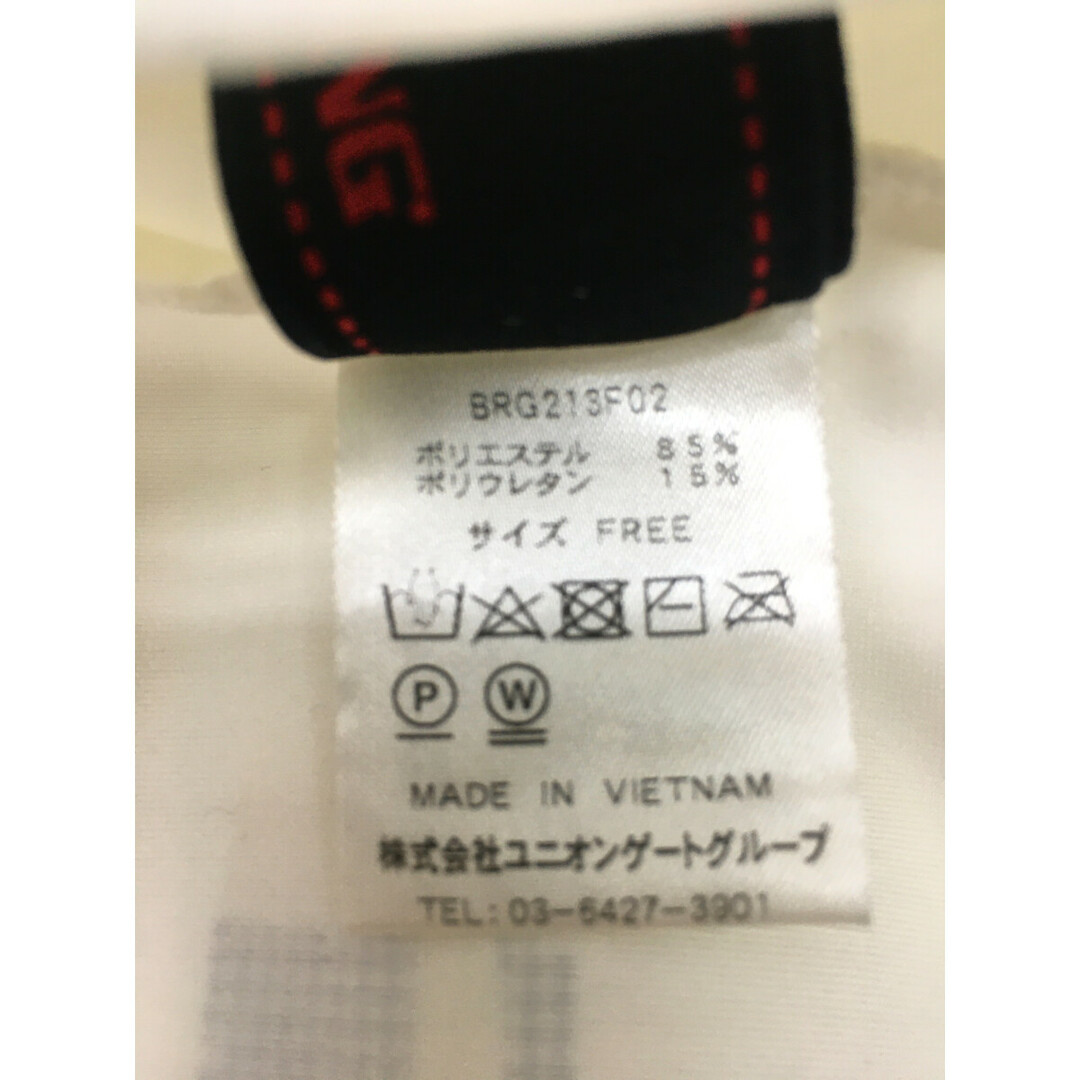 NG
BRG213F02
ポリエステル 85%
ポリウレタン 15%
サイズ FREE
P W
MADE IN VIETNAM
株式会社ユニオンゲートグループ
TEL:03-6427-3901